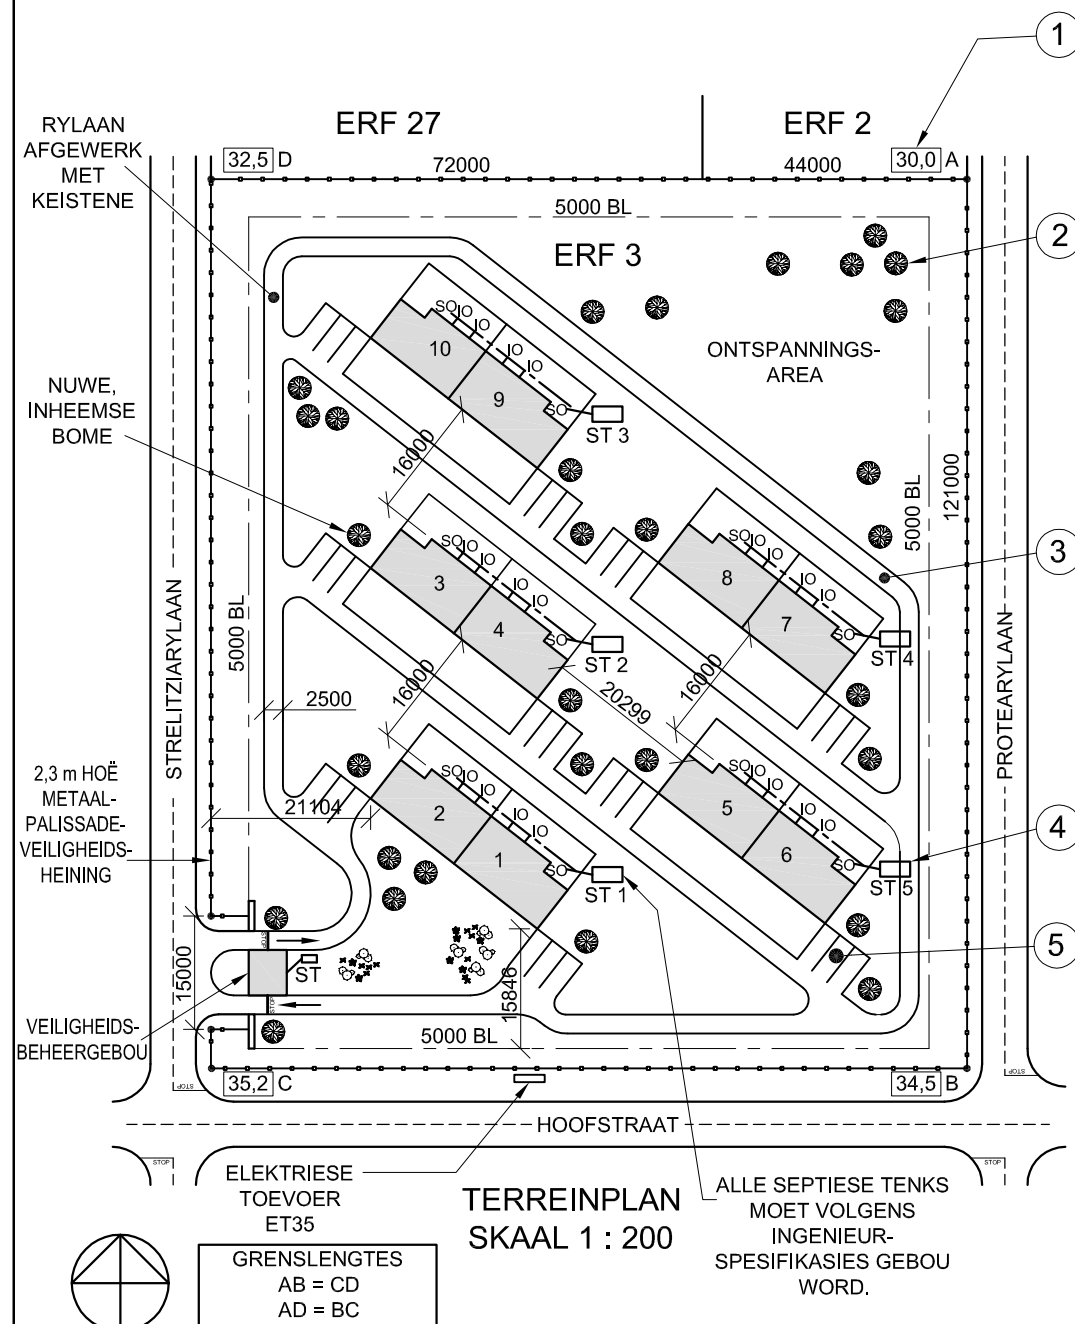 1
ERF 27
ERF 2
RYLAAN
AFGEWERK
MET
KEISTENE
32,5 D
72000
44000
30,0 A
5000 BL
2
ERF 3
ONTSPANNINGS-
AREA
SO
IO
IO
IO
IO
10
9
SO
ST 3
NUWE,
INHEEMSE
BOME
16000
121000
5000 BL
3
SO
IO
IO
IO
IO
3
4
SO
ST 2
SO
IO
IO
IO
IO
8
7
SO
ST 4
STRELITZIARYLAAN
5000 BL
PROTEARYLAAN
2500
16000
20299
16000
2,3 m HOË
METAAL-
PALISSADE-
VEILIGHEIDS-
HEINING
21104
SO
IO
IO
IO
IO
2
1
SO
ST 1
SO
IO
IO
IO
IO
5
6
SO
ST 5
4
5
15000
STOP
ST
STOP
15846
VEILIGHEIDS-
BEHEERGEBOU
5000 BL
35,2 C
34,5 B
STOP
STOP
HOOFSTRAAT
STOP
STOP
ELEKTRIESE
TOEVOER
ET35
TERREINPLAN
SKAAL 1 : 200
ALLE SEPTIESE TENKS
MOET VOLGENS
INGENIEUR-
SPESIFIKASIES GEBOU
WORD.
GRENSLENGTES
AB = CD
AD = BC